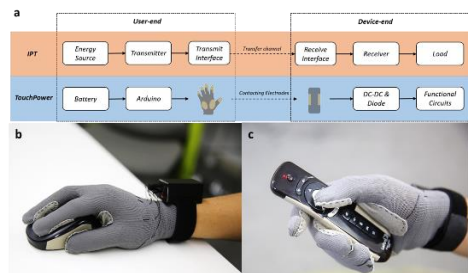 a
User-end
Device-end
IPT
Energy Source
Transmitter
Transmit Interface
Transfer channel
Receive Interface
Receiver
Load
TouchPower
Battery
Arduino
Contacting Electrodes
DC-DC & Diode
Functional Circuits
b
c